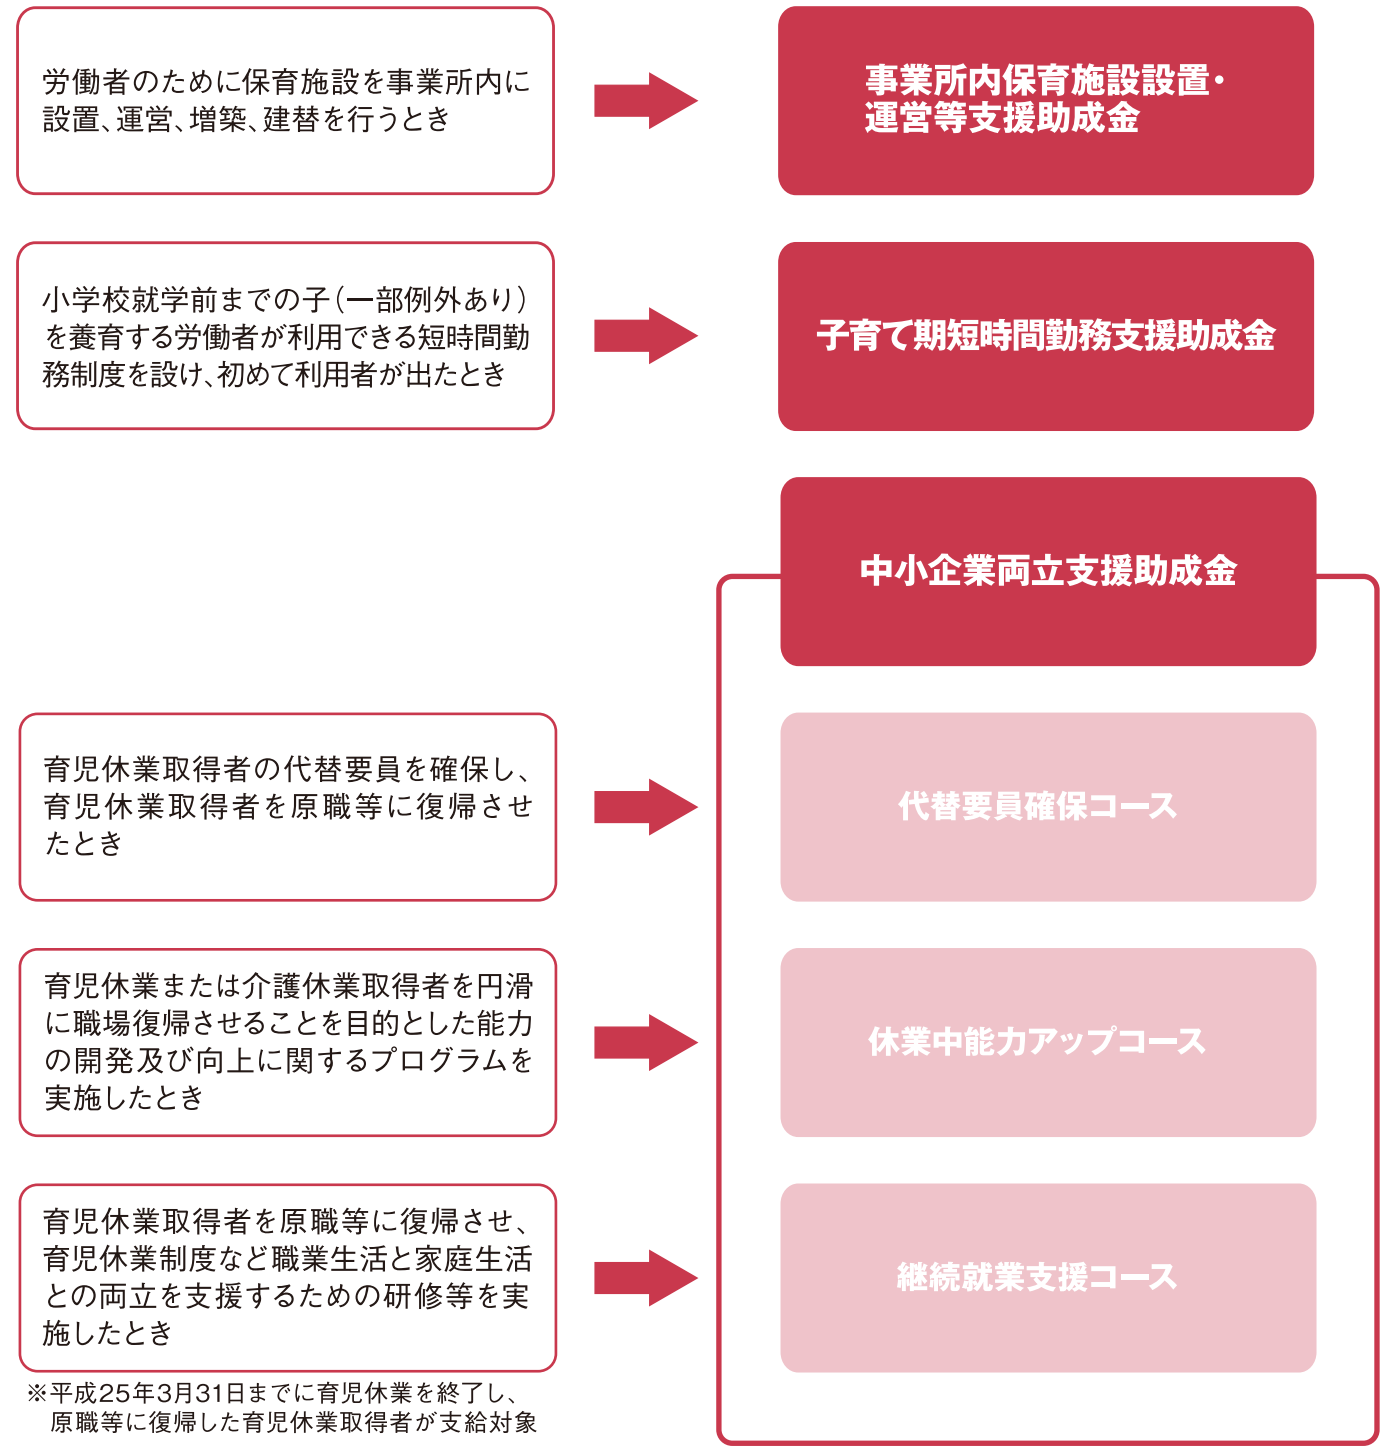 労働者のために保育施設を事業所内に
設置、運営、増築、建替を行うとき
事業所内保育施設設置・
運営等支援助成金
小学校就学前までの子（一部例外あり）
を養育する労働者が利用できる短時間勤
務制度を設け、初めて利用者が出たとき
子育て期短時間勤務支援助成金
中小企業両立支援助成金
育児休業取得者の代替要員を確保し、
育児休業取得者を原職等に復帰させ
たとき
代替要員確保コース
育児休業または介護休業取得者を円滑
に職場復帰させることを目的とした能力
の開発及び向上に関するプログラムを
実施したとき
休業中能力アップコース
育児休業取得者を原職等に復帰させ、
育児休業制度など職業生活と家庭生活
との両立を支援するための研修等を実
施したとき
継続就業支援コース
※平成25年3月31日までに育児休業を終了し、
原職等に復帰した育児休業取得者が支給対象